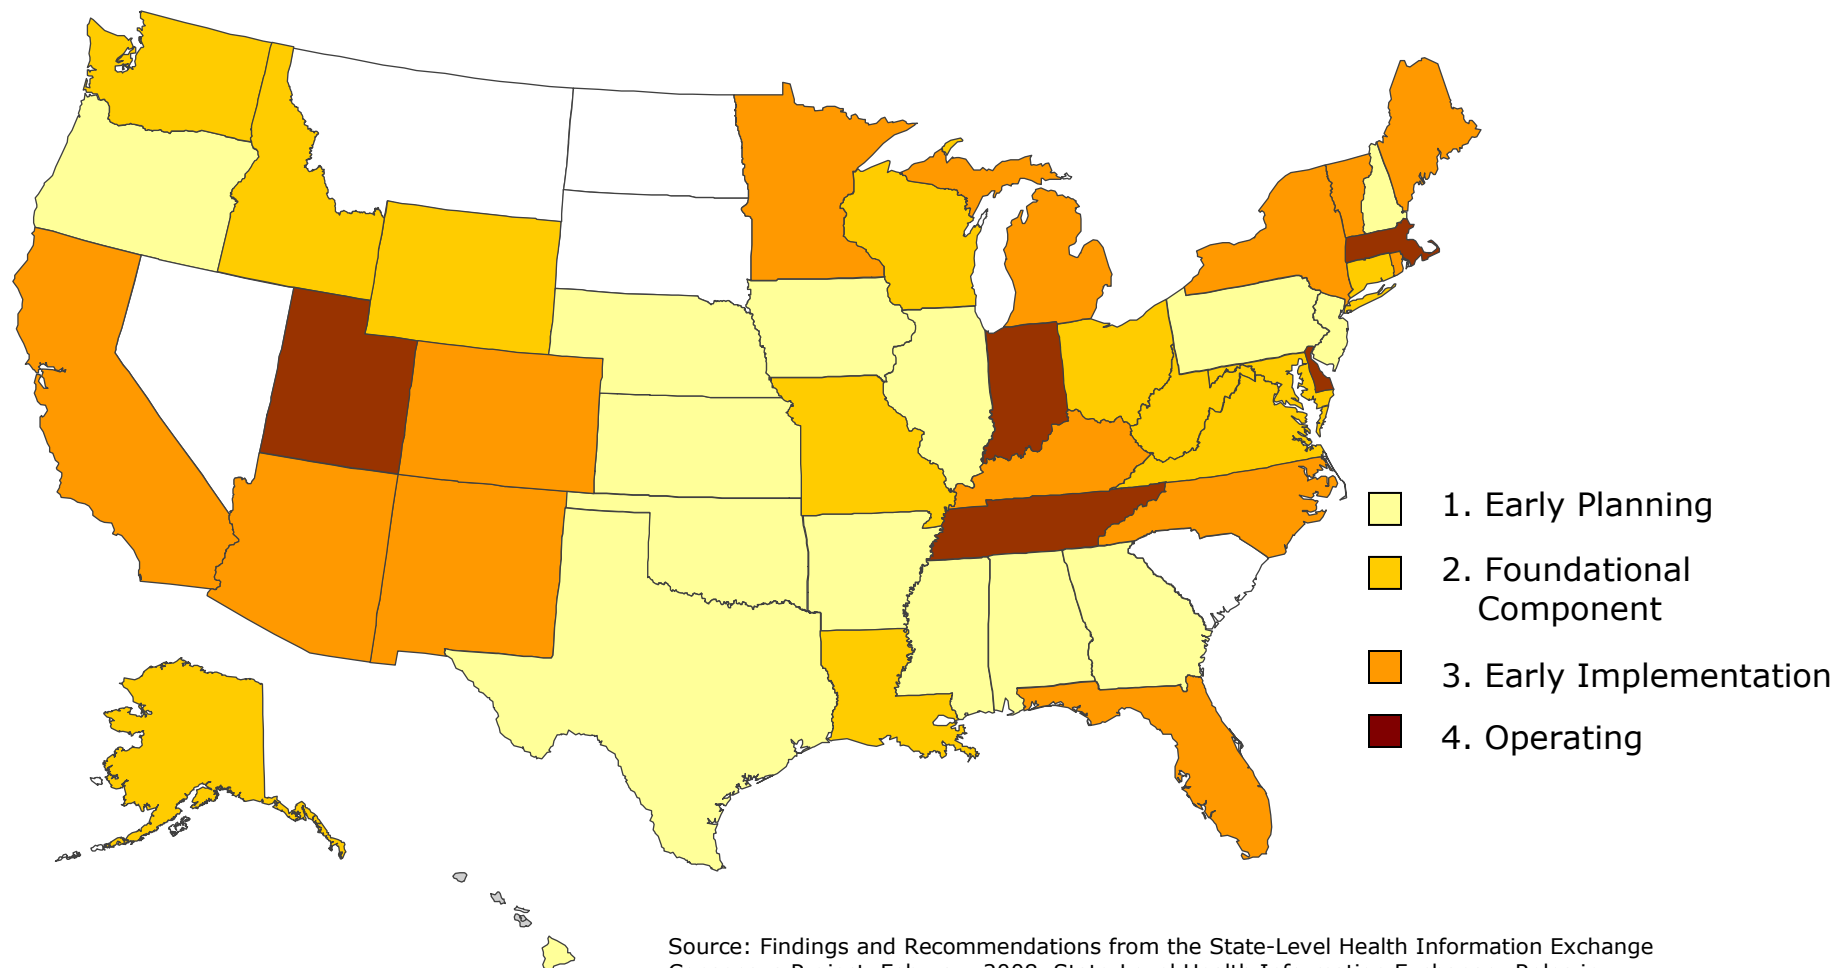 1. Early Planning
2. Foundational
Component
3. Early Implementation
4. Operating
Source: Findings and Recommendations from the State-Level Health Information Exchange